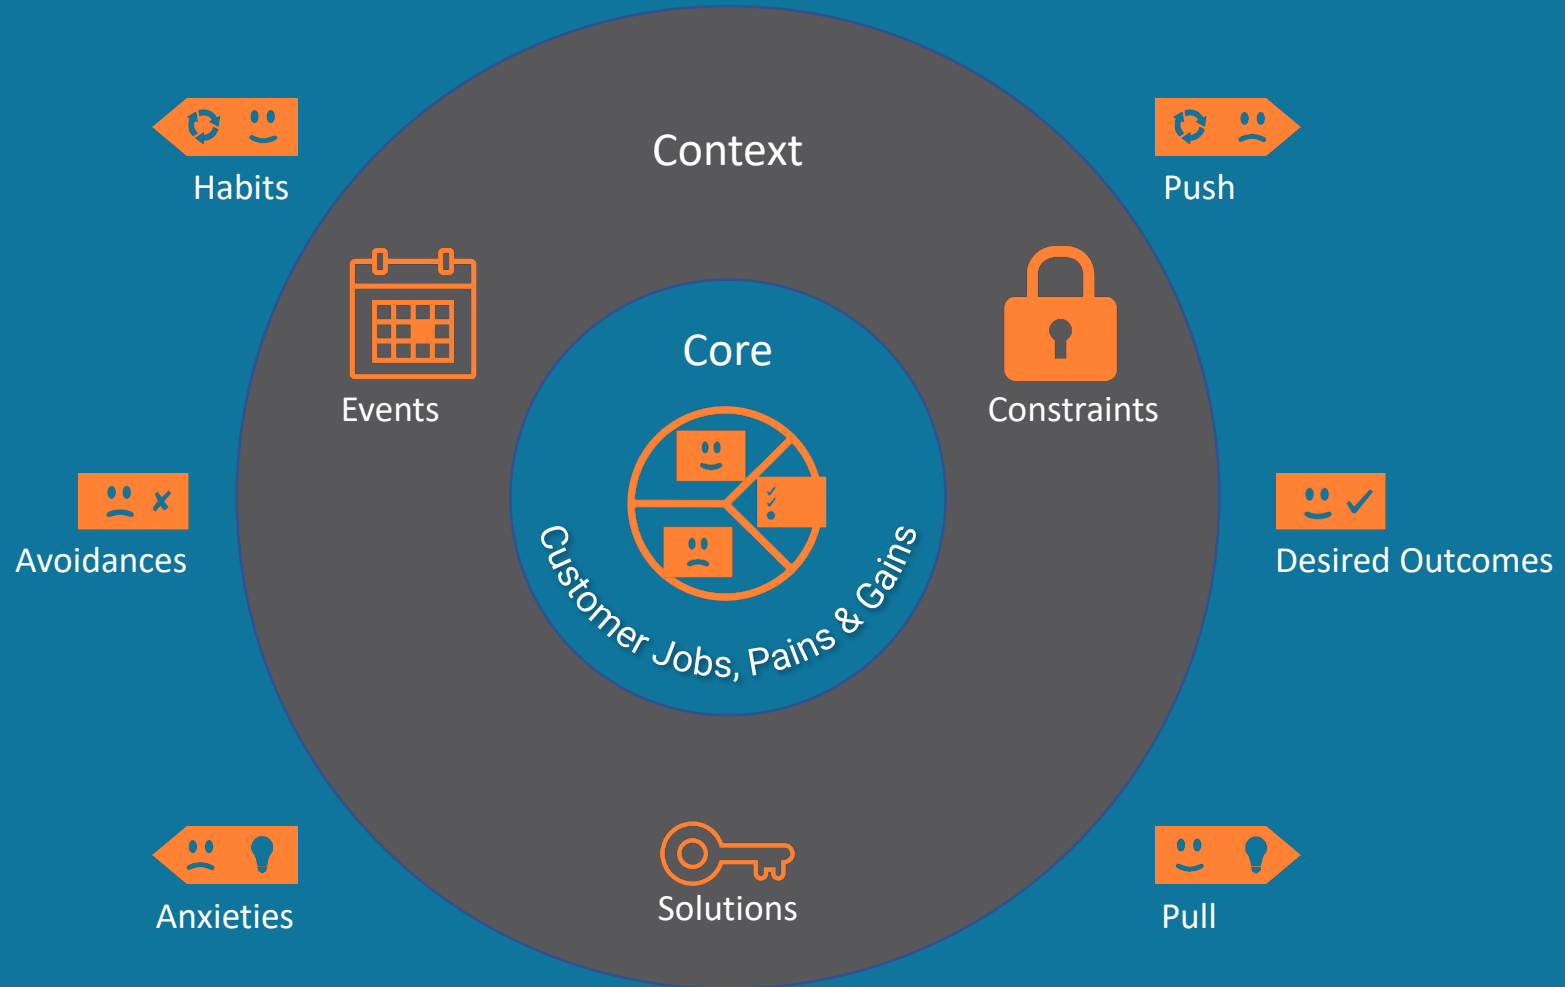 Context
Habits
Push
Core
Events
Constraints
Customer Jobs, Pains & Gains
Avoidances
Desired Outcomes
Solutions
Anxieties
Pull